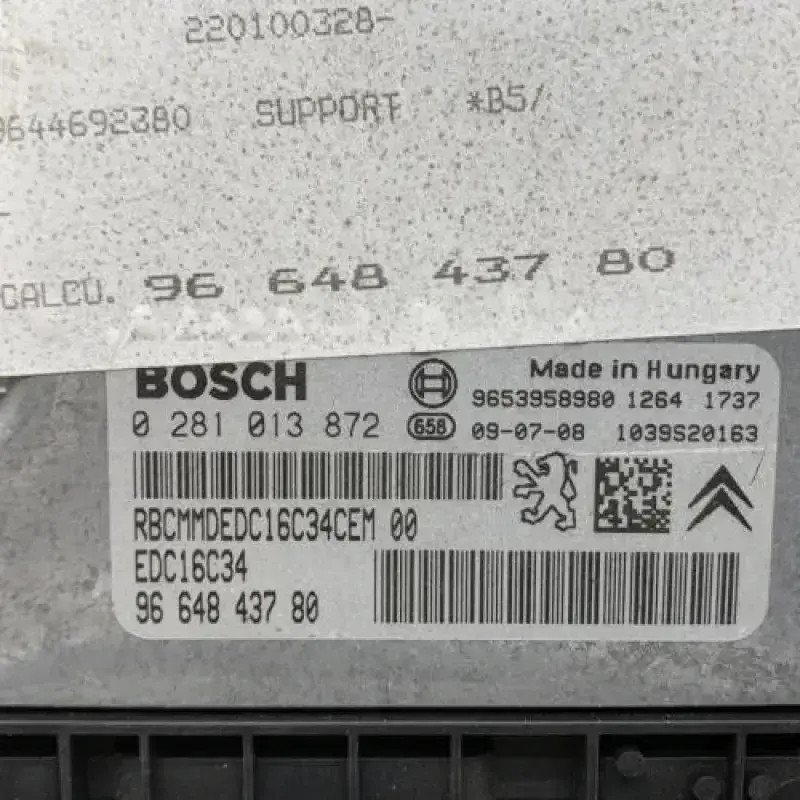 220100328-
9644692380 SUPPORT *B5/
CALCU. 96 648 437 80
BOSCH
Made in Hungary
9653958980 1264 1737
0 281 013 872 658 09-07-08 1039S20163
RBCMMDEDC16C34CEM 00
EDC16C34
96 648 437 80